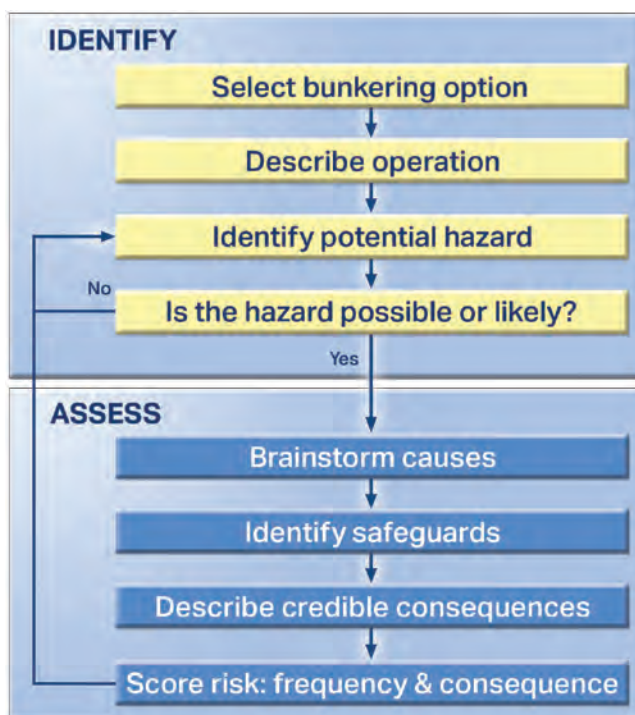 IDENTIFY
Select bunkering option
Describe operation
Identify potential hazard
No
Is the hazard possible or likely?
Yes
ASSESS
Brainstorm causes
Identify safeguards
Describe credible consequences
Score risk: frequency & consequence